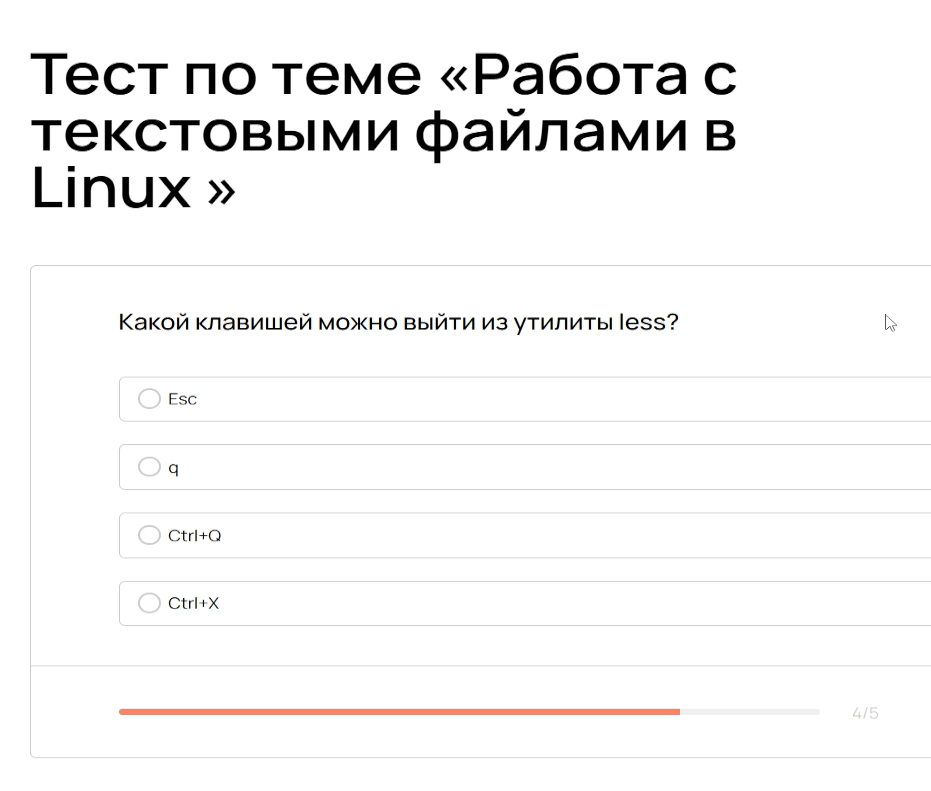 Тест по теме «Работа с
текстовыми файлами в
Linux »
Какой клавишей можно выйти из утилиты less?
Esc
q
Ctrl+Q
Ctrl+X
4/5